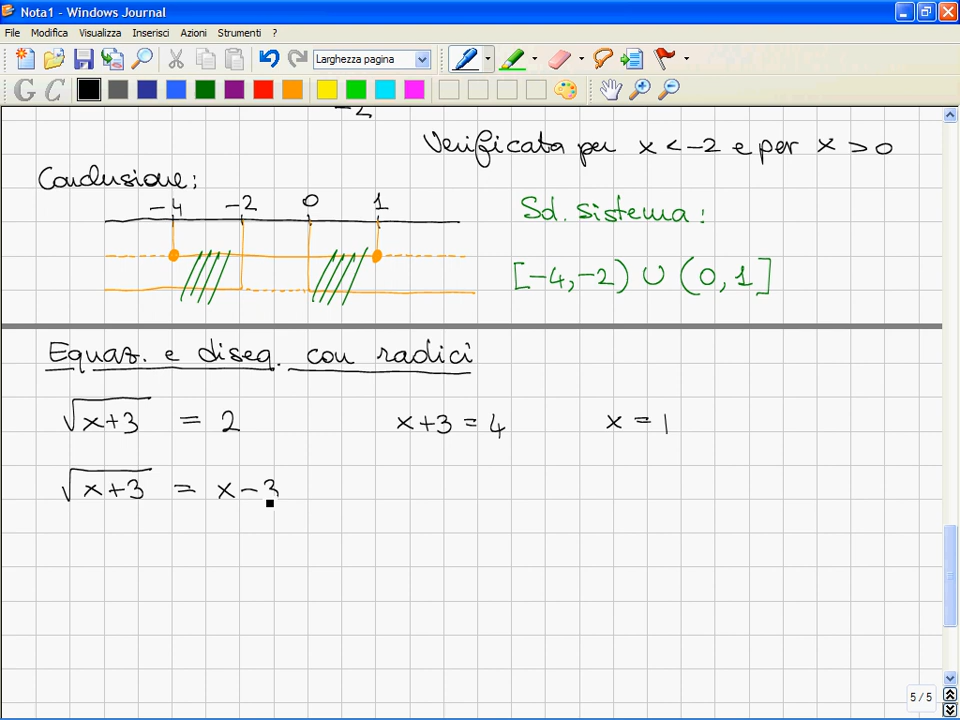 Nota1 - Windows Journal
File Modifica Visualizza Inserisci Azioni Strumenti ?
Larghezza pagina
-2
Verificata per x < -2 e per x > 0
Conclusione:
-4 -2 0 1
Sol. sistema:
[-4, -2) ∪ (0, 1]
Equaz. e diseq. con radici
√x+3 = 2 x+3 = 4 x = 1
√x+3 = x-3
5 / 5